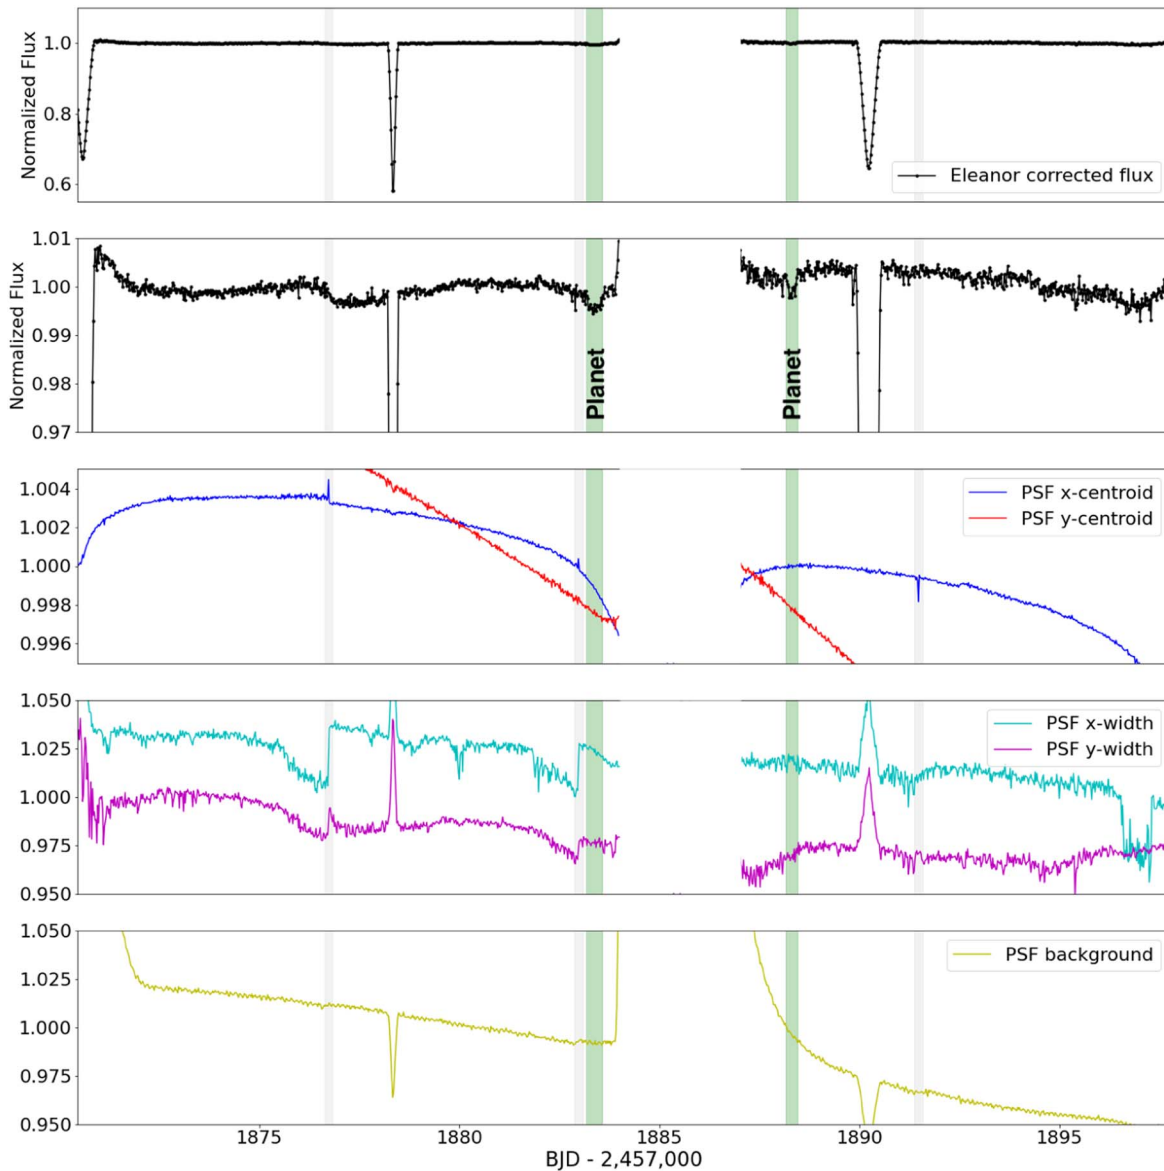 1.0
0.8
0.6
Normalized Flux
Eleanor corrected flux
1.01
1.00
0.99
0.98
0.97
Normalized Flux
Planet
Planet
1.004
1.002
1.000
0.998
0.996
PSF x-centroid
PSF y-centroid
1.050
1.025
1.000
0.975
0.950
PSF x-width
PSF y-width
1.050
1.025
1.000
0.975
0.950
PSF background
1875 1880 1885 1890 1895
BJD - 2,457,000